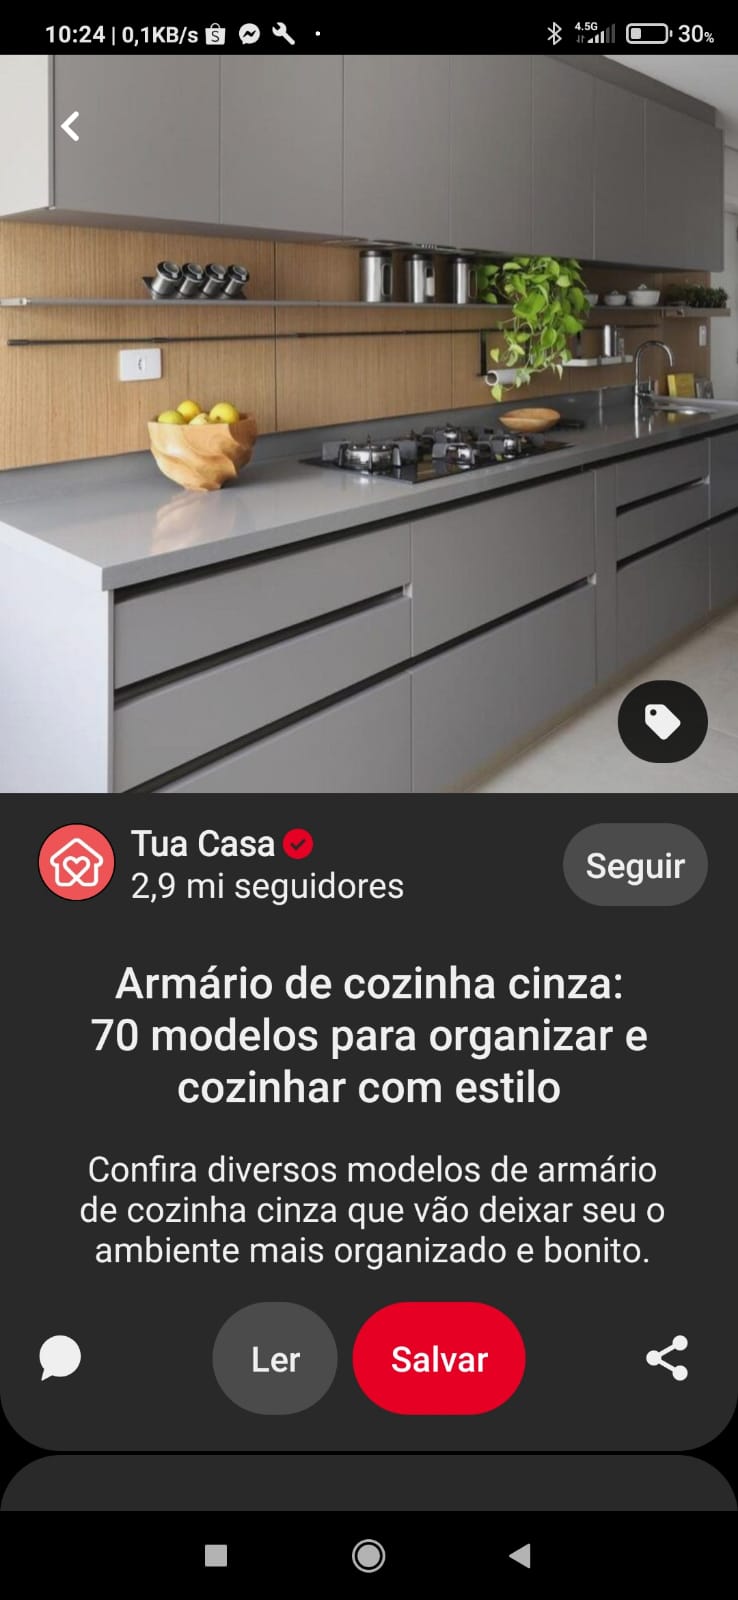 10:24 | 0,1KB/s
4.5G
30%
Tua Casa
2,9 mi seguidores
Seguir
Armário de cozinha cinza:
70 modelos para organizar e
cozinhar com estilo
Confira diversos modelos de armário
de cozinha cinza que vão deixar seu o
ambiente mais organizado e bonito.
Ler
Salvar